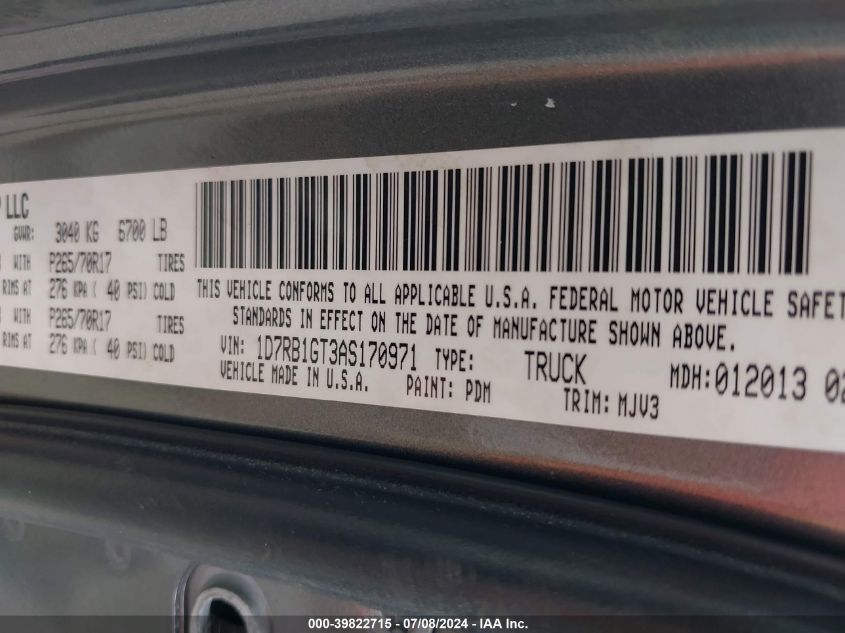 LLC
GVWR: 3040 KG 6700 LB
WITH P265/70R17 TIRES
RIMS AT 276 KPA ( 40 PSI) COLD
WITH P265/70R17 TIRES
RIMS AT 276 KPA ( 40 PSI) COLD
THIS VEHICLE CONFORMS TO ALL APPLICABLE U.S.A. FEDERAL MOTOR VEHICLE SAFET
STANDARDS IN EFFECT ON THE DATE OF MANUFACTURE SHOWN ABOVE.
VIN: 1D7RB1GT3AS170971 TYPE: TRUCK MDH:012013 02
VEHICLE MADE IN U.S.A. PAINT: PDM TRIM: MJV3
000-39822715 - 07/08/2024 - IAA Inc.